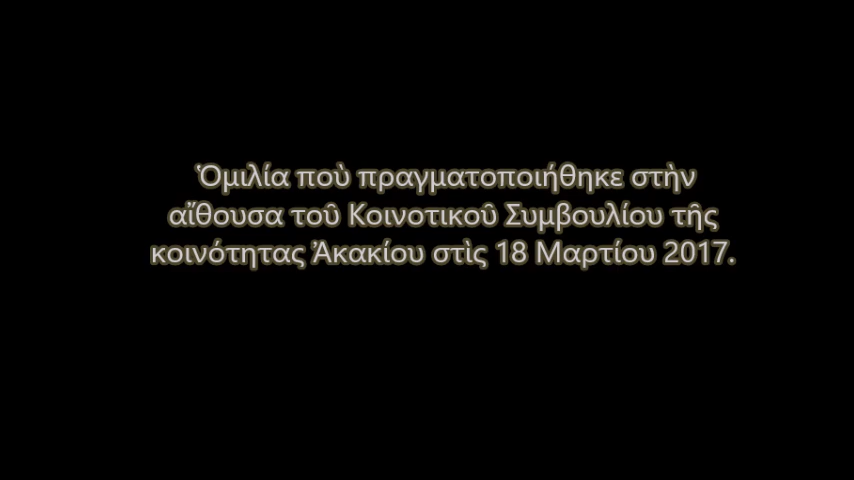 Ὁμιλία ποὺ πραγματοποιήθηκε στὴν
αἴθουσα τοῦ Κοινοτικοῦ Συμβουλίου τῆς
κοινότητας Ἀκακίου στὶς 18 Μαρτίου 2017.